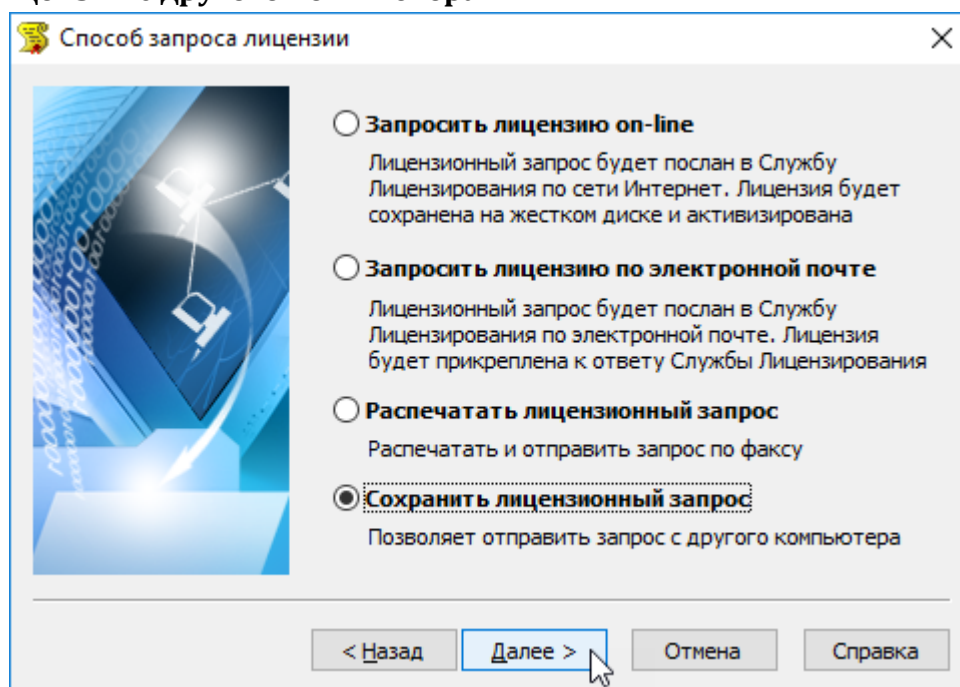 Способ запроса лицензии
Запросить лицензию on-line
Лицензионный запрос будет послан в Службу
Лицензирования по сети Интернет. Лицензия будет
сохранена на жестком диске и активизирована
Запросить лицензию по электронной почте
Лицензионный запрос будет послан в Службу
Лицензирования по электронной почте. Лицензия
будет прикреплена к ответу Службы Лицензирования
Распечатать лицензионный запрос
Распечатать и отправить запрос по факсу
Сохранить лицензионный запрос
Позволяет отправить запрос с другого компьютера
< Назад Далее > Отмена Справка